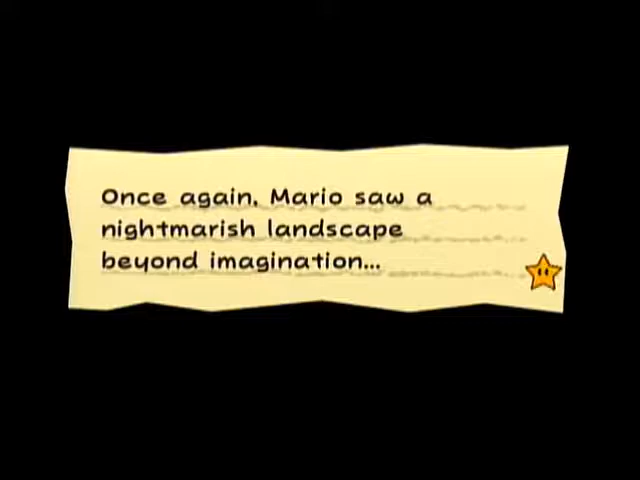 Once again, Mario saw a
nightmarish landscape
beyond imagination...